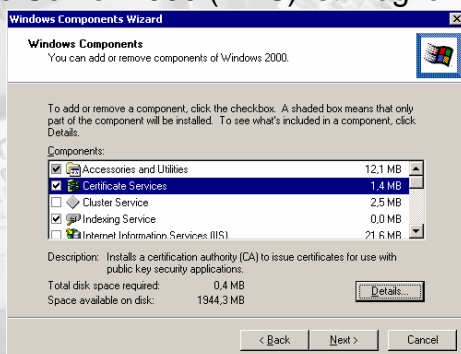 Windows Components Wizard
Windows Components
You can add or remove components of Windows 2000.
To add or remove a component, click the checkbox. A shaded box means that only
part of the component will be installed. To see what's included in a component, click
Details.
Components:
Accessories and Utilities 12,1 MB
Certificate Services 1,4 MB
Cluster Service 2,5 MB
Indexing Service 0,0 MB
Internet Information Services (IIS) 21,6 MB
Description: Installs a certification authority (CA) to issue certificates for use with
public key security applications.
Total disk space required: 0,4 MB
Space available on disk: 1944,3 MB
Details...
< Back Next > Cancel